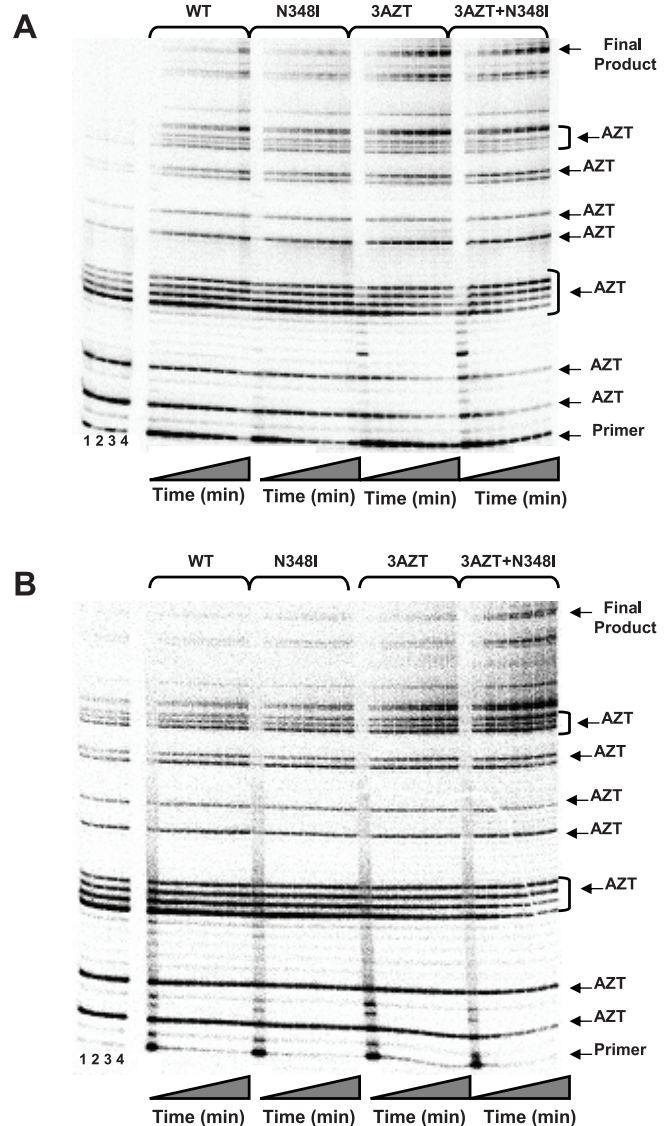 A
WT N348I 3AZT 3AZT+N348I
Final
Product
AZT
AZT
AZT
AZT
AZT
AZT
AZT
Primer
1 2 3 4
Time (min) Time (min) Time (min) Time (min)
B
WT N348I 3AZT 3AZT+N348I
Final
Product
AZT
AZT
AZT
AZT
AZT
AZT
AZT
Primer
1 2 3 4
Time (min) Time (min) Time (min) Time (min)